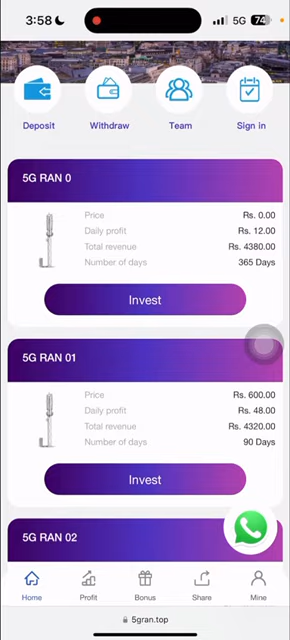 3:58
5G 74
Deposit Withdraw Team Sign in
5G RAN 0
Price Rs. 0.00
Daily profit Rs. 12.00
Total revenue Rs. 4380.00
Number of days 365 Days
Invest
5G RAN 01
Price Rs. 600.00
Daily profit Rs. 48.00
Total revenue Rs. 4320.00
Number of days 90 Days
Invest
5G RAN 02
Home Profit Bonus Share Mine
5gran.top